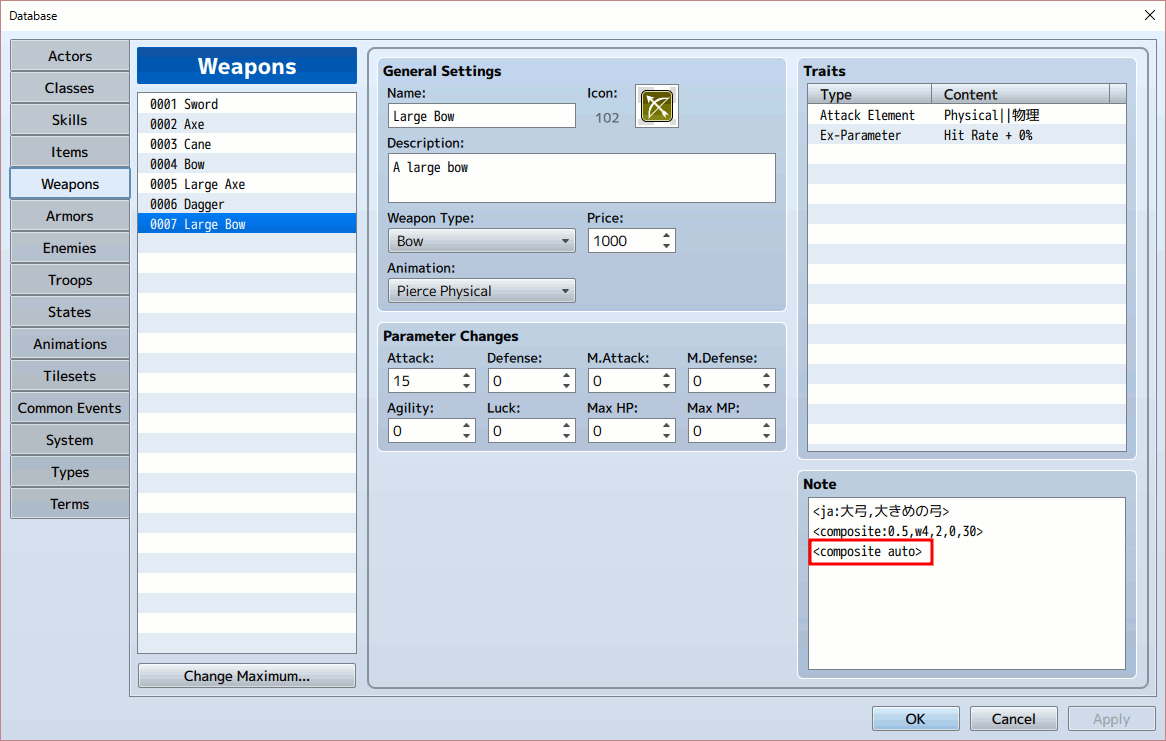 Database
Actors
Classes
Skills
Items
Weapons
Armors
Enemies
Troops
States
Animations
Tilesets
Common Events
System
Types
Terms
Weapons
0001 Sword
0002 Axe
0003 Cane
0004 Bow
0005 Large Axe
0006 Dagger
0007 Large Bow
Change Maximum...
General Settings
Name:
Icon:
Large Bow
102
Description:
A large bow
Weapon Type:
Price:
Bow
1000
Animation:
Pierce Physical
Parameter Changes
Attack:
Defense:
M.Attack:
M.Defense:
15
0
0
0
Agility:
Luck:
Max HP:
Max MP:
0
0
0
0
Traits
Type
Content
Attack Element
Physical||物理
Ex-Parameter
Hit Rate + 0%
Note
<ja:大弓,大きめの弓>
<composite:0.5,w4,2,0,30>
<composite auto>
OK
Cancel
Apply